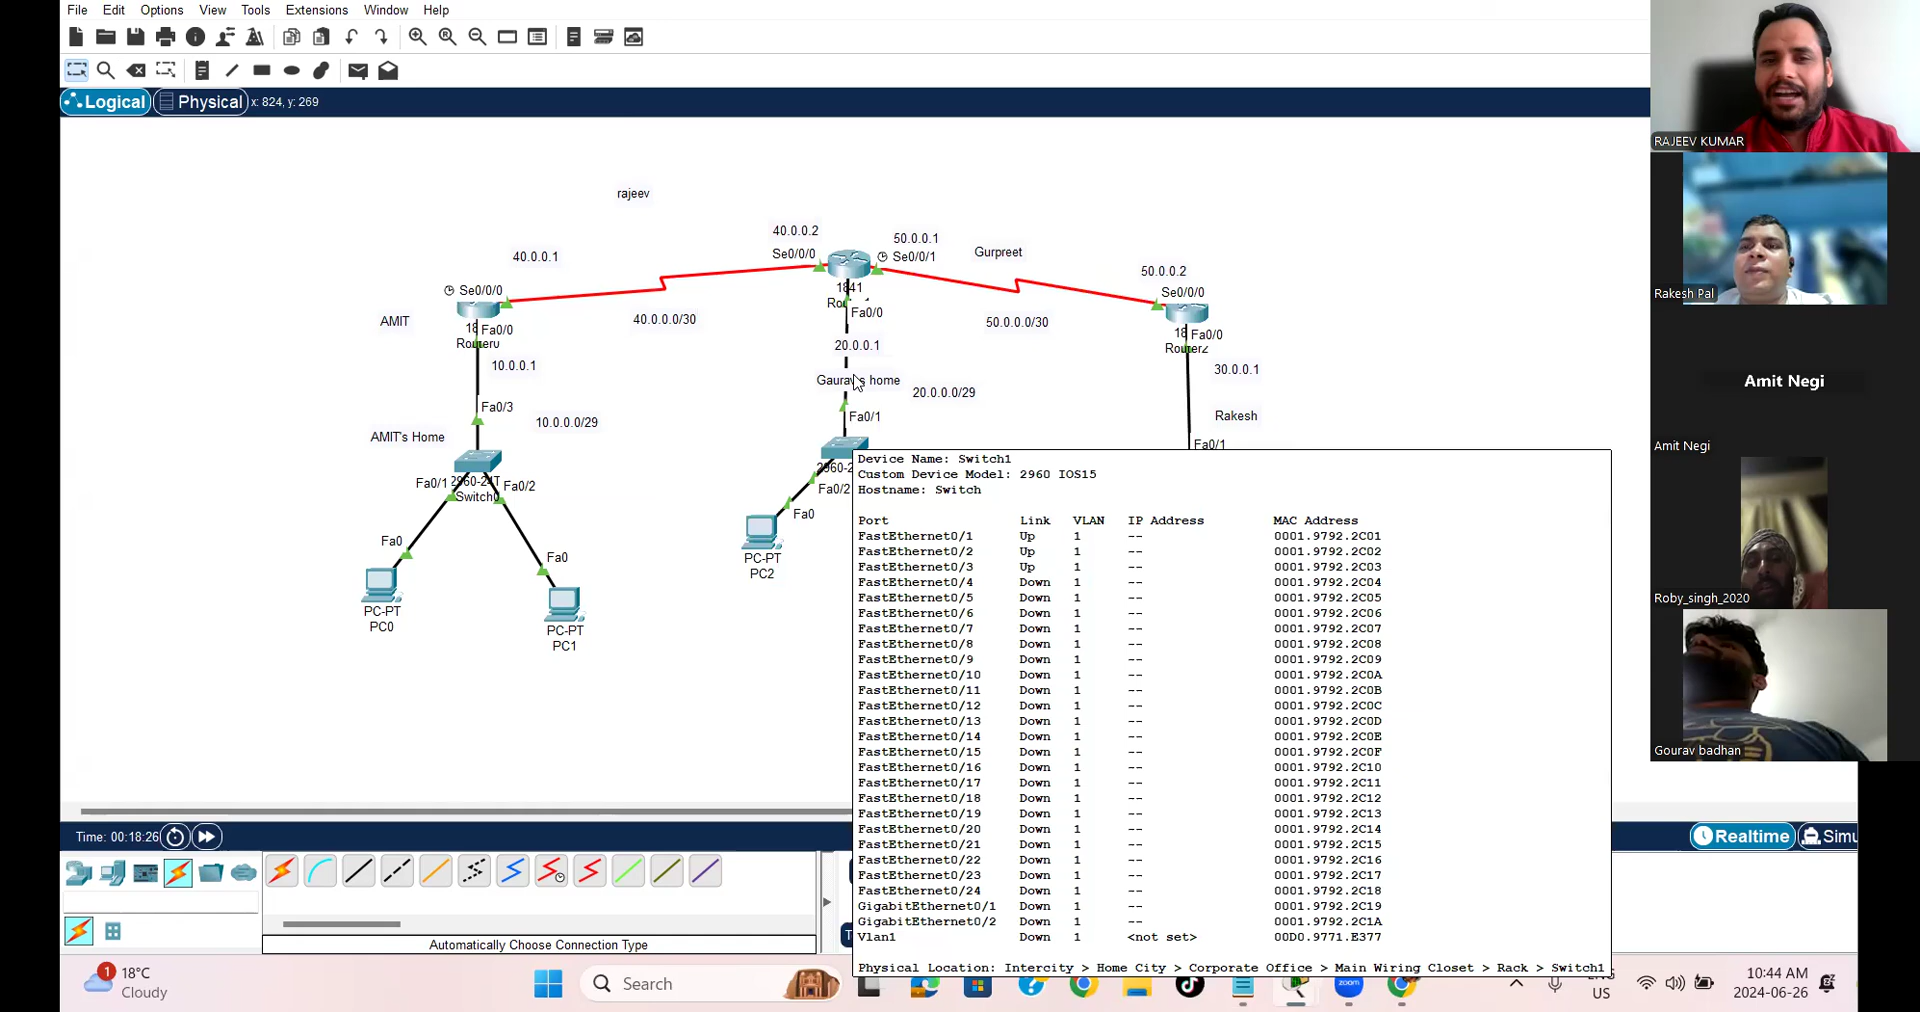 File Edit Options View Tools Extensions Window Help
Logical Physical x: 824, y: 269
RAJEEV KUMAR
rajeev
40.0.0.2
50.0.0.1
Se0/0/0
Se0/0/1
Gurpreet
40.0.0.1
50.0.0.2
Se0/0/0
Se0/0/0
1841
Fa0/0
AMIT
40.0.0.0/30
50.0.0.0/30
Fa0/0
Router0
Fa0/0
Router2
20.0.0.1
10.0.0.1
30.0.0.1
Gaurav's home
20.0.0.0/29
Fa0/3
Fa0/1
Rakesh
10.0.0.0/29
AMIT's Home
Fa0/1
Fa0/1
2960-24T
Fa0/2
Switch0
Fa0/2
Fa0
Fa0
Fa0
PC-PT
PC2
PC-PT
PC0
PC-PT
PC1
Device Name: Switch1
Custom Device Model: 2960 IOS15
Hostname: Switch
Port Link VLAN IP Address MAC Address
FastEthernet0/1 Up 1 -- 0001.9792.2C01
FastEthernet0/2 Up 1 -- 0001.9792.2C02
FastEthernet0/3 Up 1 -- 0001.9792.2C03
FastEthernet0/4 Down 1 -- 0001.9792.2C04
FastEthernet0/5 Down 1 -- 0001.9792.2C05
FastEthernet0/6 Down 1 -- 0001.9792.2C06
FastEthernet0/7 Down 1 -- 0001.9792.2C07
FastEthernet0/8 Down 1 -- 0001.9792.2C08
FastEthernet0/9 Down 1 -- 0001.9792.2C09
FastEthernet0/10 Down 1 -- 0001.9792.2C0A
FastEthernet0/11 Down 1 -- 0001.9792.2C0B
FastEthernet0/12 Down 1 -- 0001.9792.2C0C
FastEthernet0/13 Down 1 -- 0001.9792.2C0D
FastEthernet0/14 Down 1 -- 0001.9792.2C0E
FastEthernet0/15 Down 1 -- 0001.9792.2C0F
FastEthernet0/16 Down 1 -- 0001.9792.2C10
FastEthernet0/17 Down 1 -- 0001.9792.2C11
FastEthernet0/18 Down 1 -- 0001.9792.2C12
FastEthernet0/19 Down 1 -- 0001.9792.2C13
FastEthernet0/20 Down 1 -- 0001.9792.2C14
FastEthernet0/21 Down 1 -- 0001.9792.2C15
FastEthernet0/22 Down 1 -- 0001.9792.2C16
FastEthernet0/23 Down 1 -- 0001.9792.2C17
FastEthernet0/24 Down 1 -- 0001.9792.2C18
GigabitEthernet0/1 Down 1 -- 0001.9792.2C19
GigabitEthernet0/2 Down 1 -- 0001.9792.2C1A
Vlan1 Down 1 <not set> 00D0.9771.E377
Physical Location: Intercity > Home City > Corporate Office > Main Wiring Closet > Rack > Switch1
Rakesh Pal
Amit Negi
Amit Negi
Roby_singh_2020
Gourav badhan
Time: 00:18:26
Realtime Simu
Automatically Choose Connection Type
1
18°C
Cloudy
Search
zoom
US
10:44 AM
2024-06-26